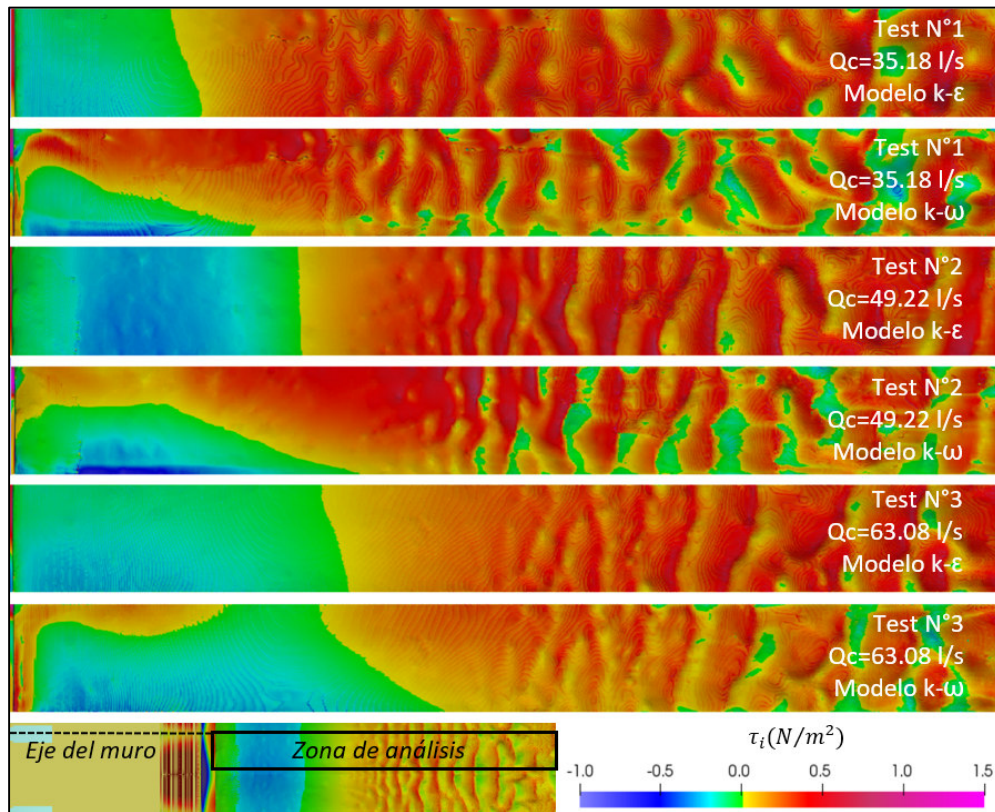 Test N°1
Qc=35.18 l/s
Modelo k-ε
Test N°1
Qc=35.18 l/s
Modelo k-ω
Test N°2
Qc=49.22 l/s
Modelo k-ε
Test N°2
Qc=49.22 l/s
Modelo k-ω
Test N°3
Qc=63.08 l/s
Modelo k-ε
Test N°3
Qc=63.08 l/s
Modelo k-ω
Eje del muro
Zona de análisis
τi(N/m²)
-1.0 -0.5 0.0 0.5 1.0 1.5